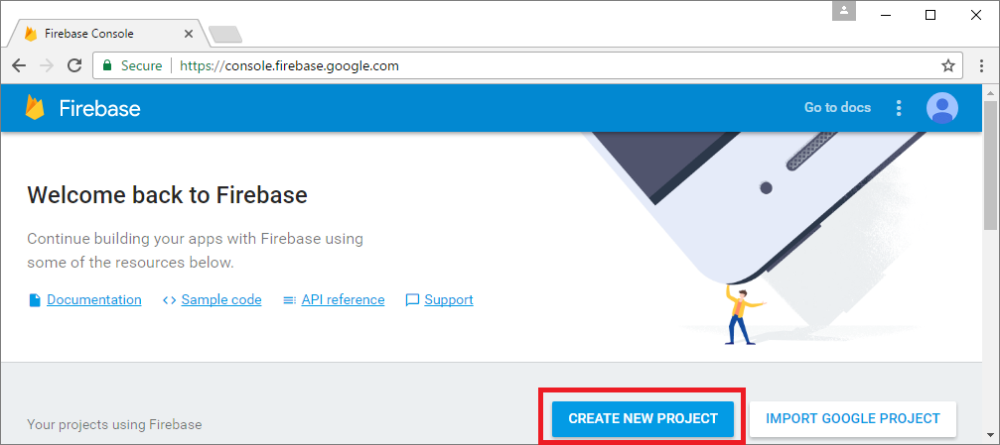 Firebase Console
Secure
https://console.firebase.google.com
Firebase
Go to docs
Welcome back to Firebase
Continue building your apps with Firebase using
some of the resources below.
Documentation
Sample code
API reference
Support
Your projects using Firebase
CREATE NEW PROJECT
IMPORT GOOGLE PROJECT